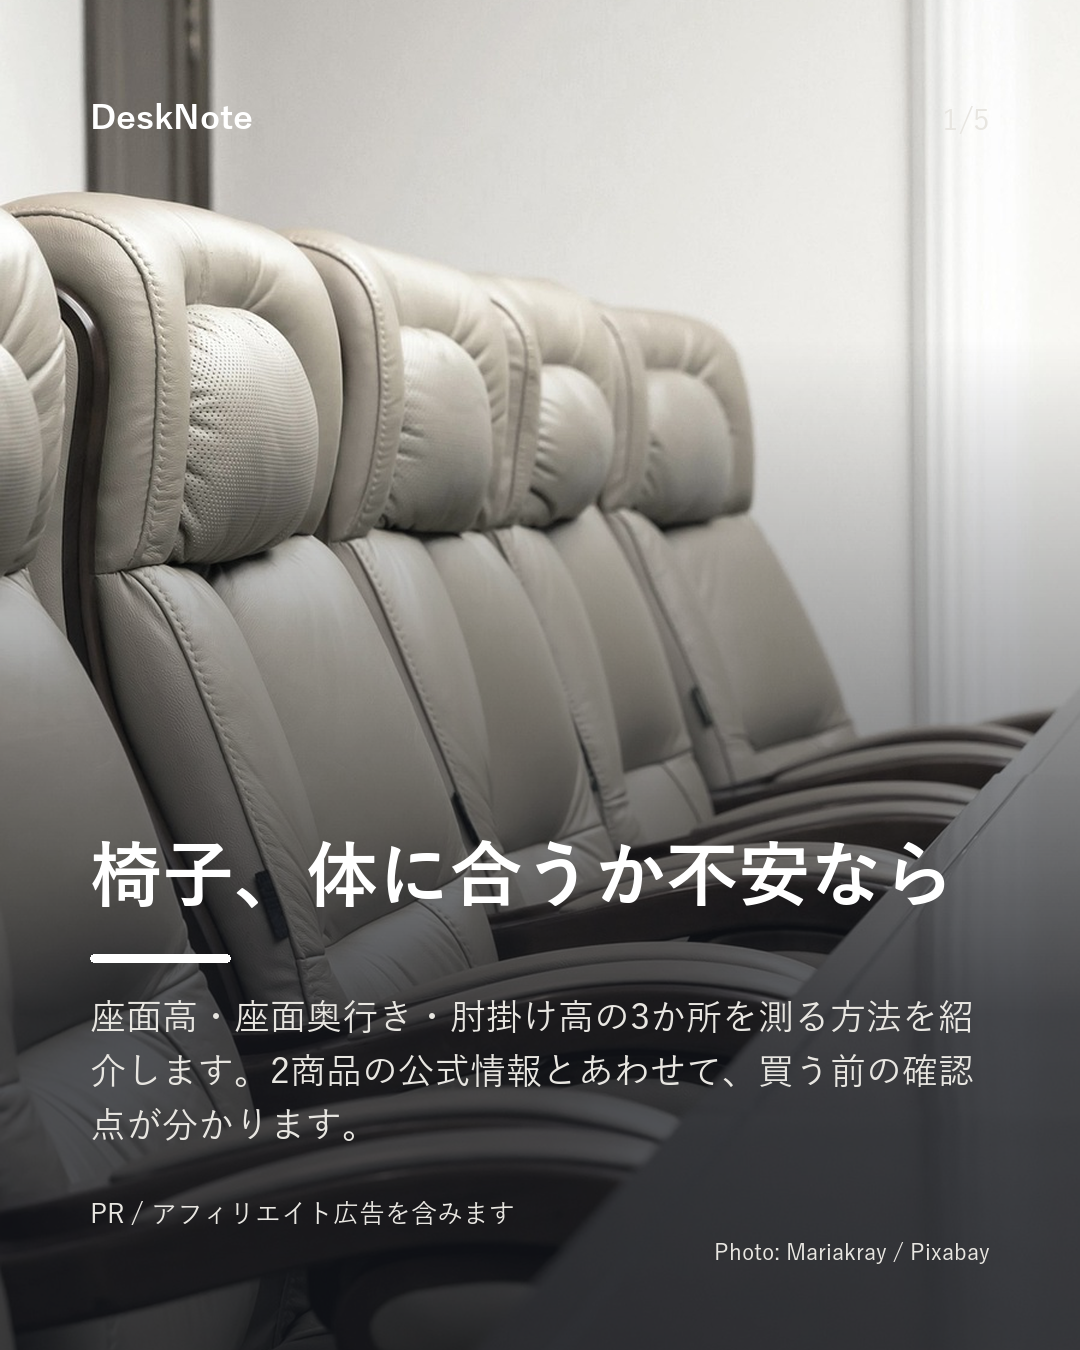 DeskNote
1/5
椅子、体に合うか不安なら
座面高・座面奥行き・肘掛け高の3か所を測る方法を紹
介します。2商品の公式情報とあわせて、買う前の確認
点が分かります。
PR / アフィリエイト広告を含みます
Photo: Mariakray / Pixabay